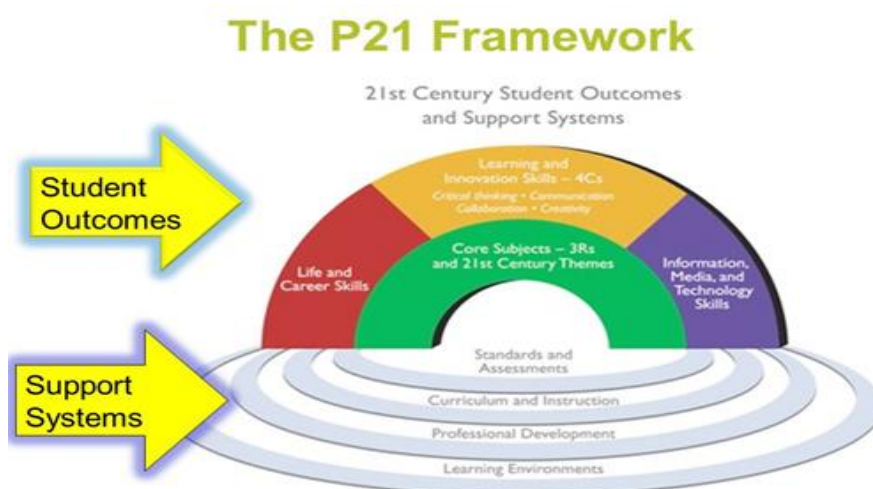 The P21 Framework
21st Century Student Outcomes
and Support Systems
Student
Outcomes
Learning and
Innovation Skills – 4Cs
Critical thinking • Communication
Collaboration • Creativity
Core Subjects – 3Rs
and 21st Century Themes
Life and
Career Skills
Information,
Media, and
Technology
Skills
Support
Systems
Standards and
Assessments
Curriculum and Instruction
Professional Development
Learning Environments